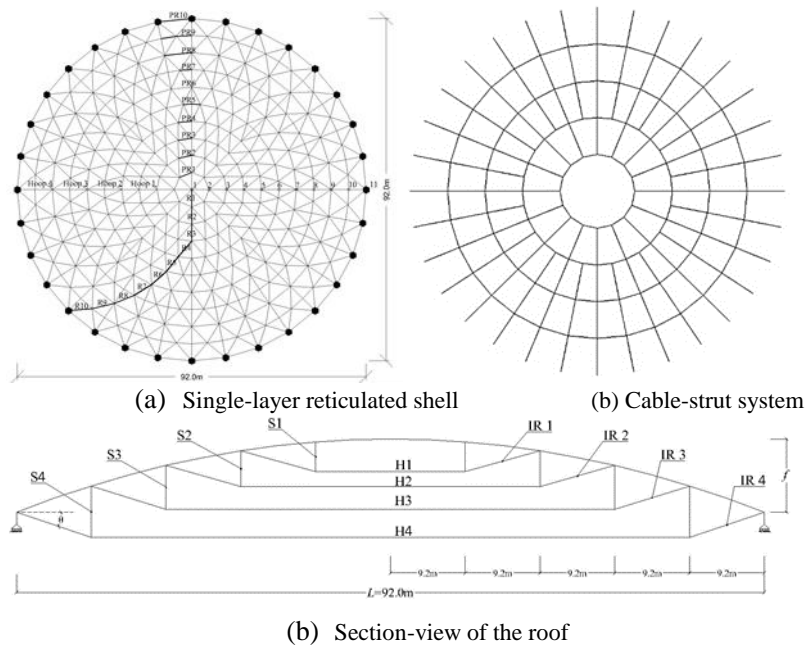 PR10
PR9
PR8
PR7
PR6
PR5
PR4
PR3
PR2
PR1
Hoop 4 Hoop 3 Hoop 2 Hoop 1
1 2 3 4 5 6 7 8 9 10 11
R1
R2
R3
R4
R5
R6
R7
R8
R9
R10
92.0m
92.0m
(a) Single-layer reticulated shell
(b) Cable-strut system
S1
S2
S3
S4
IR 1
IR 2
IR 3
IR 4
H1
H2
H3
H4
θ
f
9.2m 9.2m 9.2m 9.2m 9.2m
L=92.0m
(b) Section-view of the roof